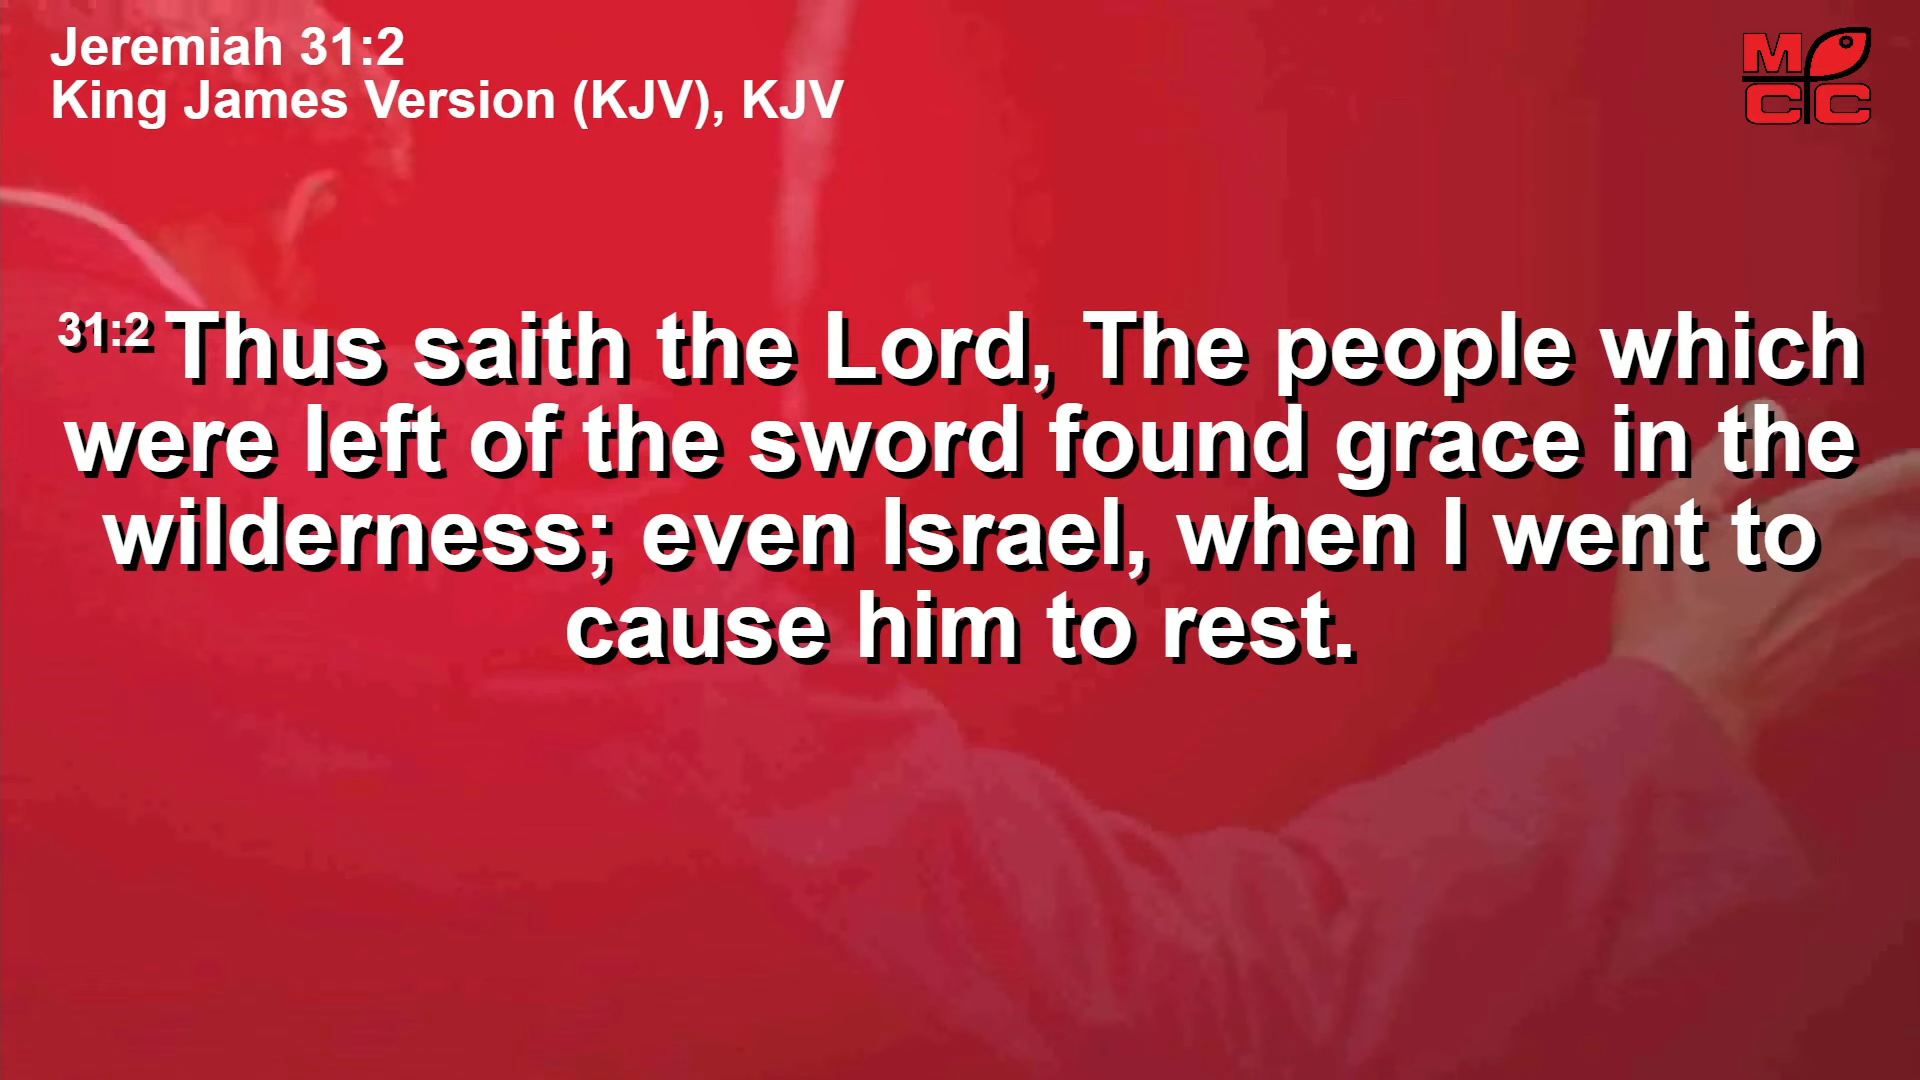 Jeremiah 31:2
King James Version (KJV), KJV
M
CC
31:2 Thus saith the Lord, The people which
were left of the sword found grace in the
wilderness; even Israel, when I went to
cause him to rest.